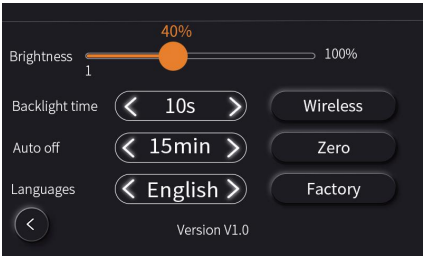 40%
Brightness 100%
1
Backlight time 10s Wireless
Auto off 15min Zero
Languages English Factory
Version V1.0